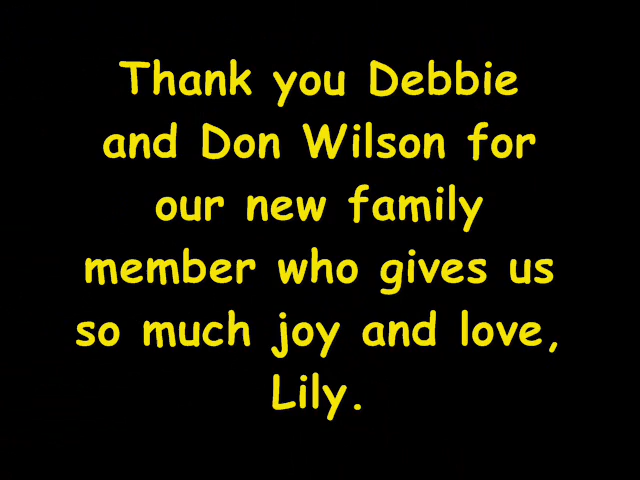 Thank you Debbie
and Don Wilson for
our new family
member who gives us
so much joy and love,
Lily.